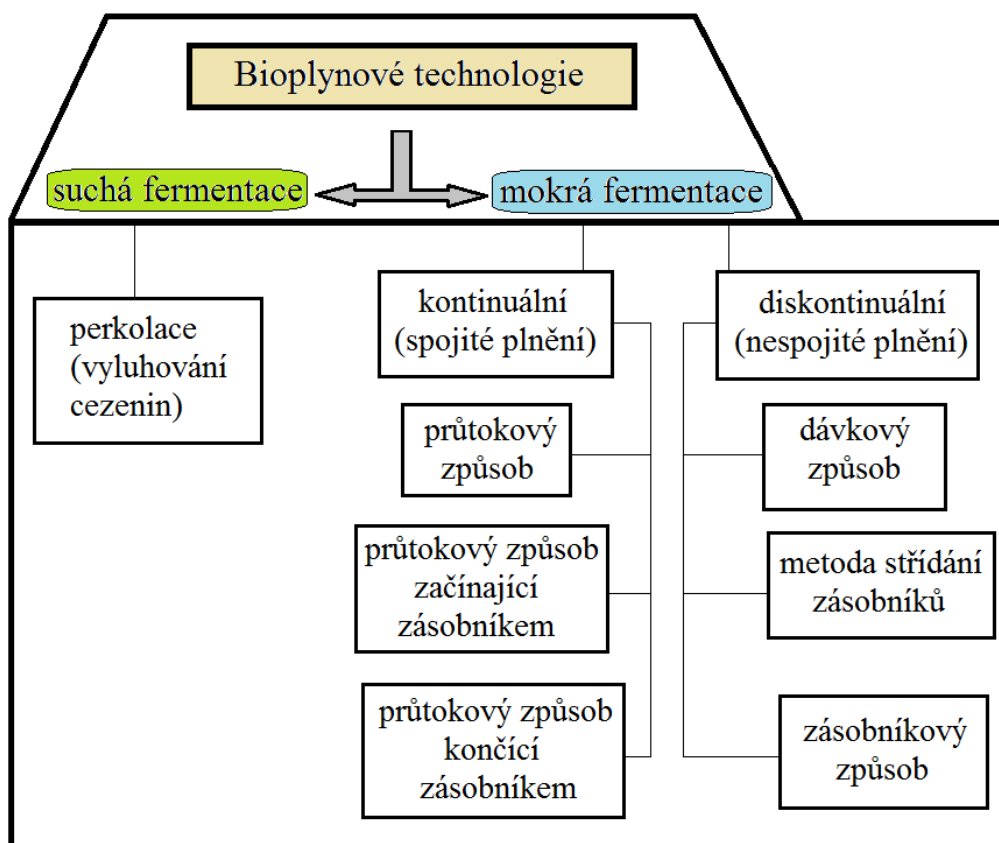 Bioplynové technologie
suchá fermentace
mokrá fermentace
perkolace
(vyluhování
cezenin)
kontinuální
(spojité plnění)
průtokový
způsob
průtokový způsob
začínající
zásobníkem
průtokový způsob
končící
zásobníkem
diskontinuální
(nespojité plnění)
dávkový
způsob
metoda střídání
zásobníků
zásobníkový
způsob